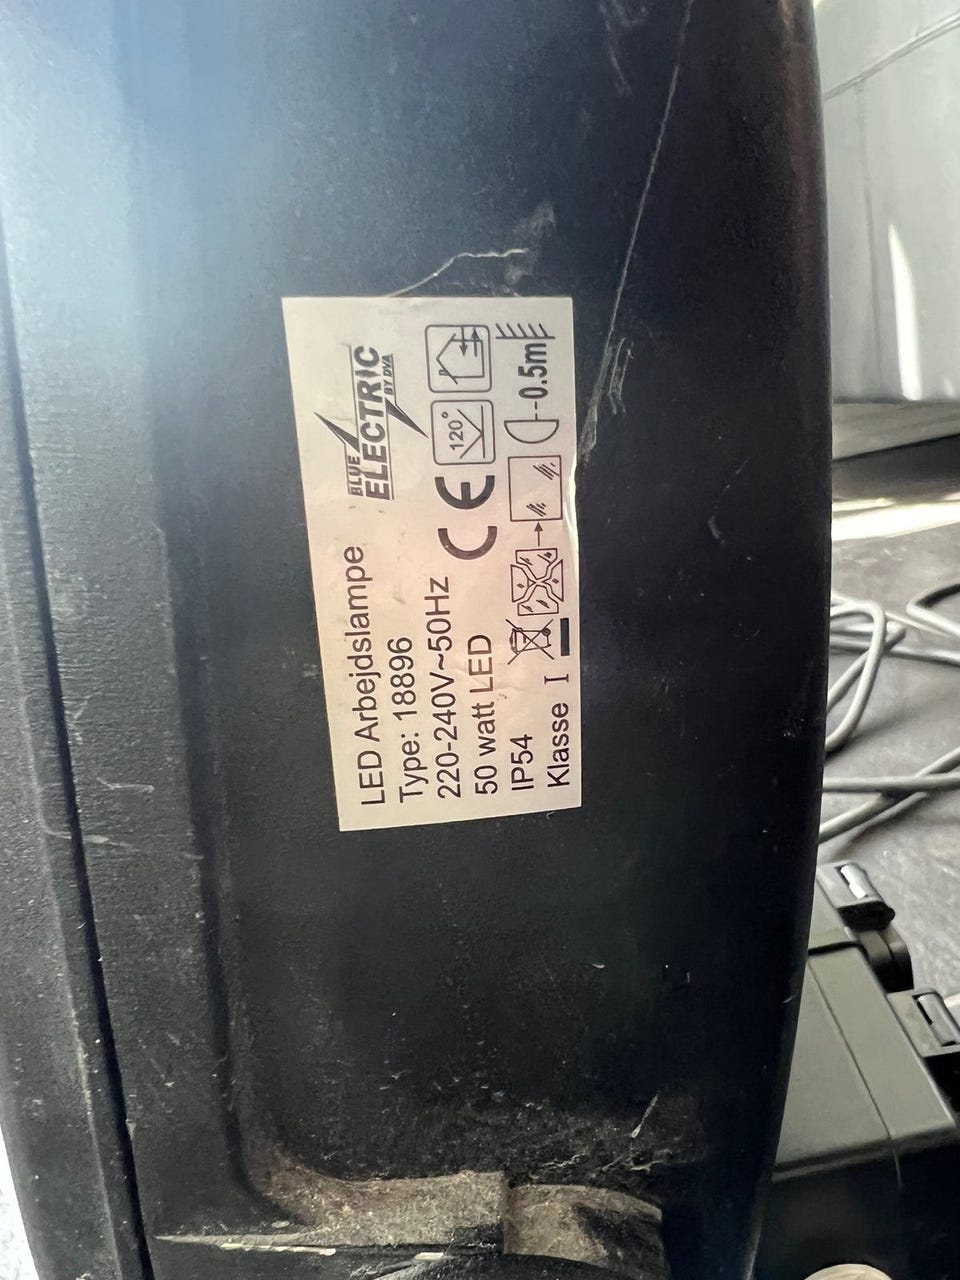 LED Arbejdslampe
Type: 18896
220-240V~50Hz
50 watt LED
IP54
Klasse I
BLUE
ELECTRIC
BY DVA
CE
120°
0.5m